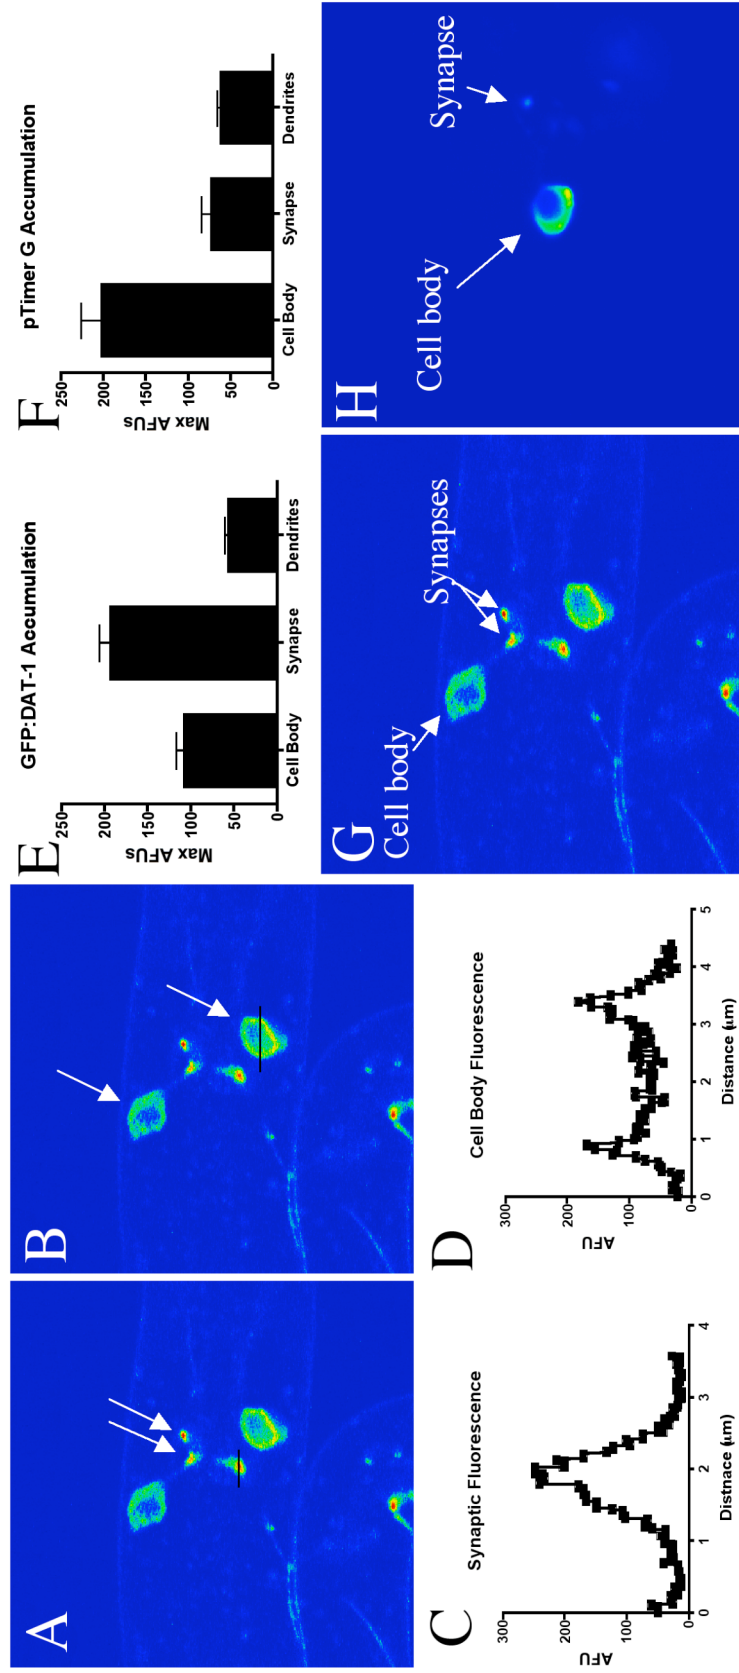 A
B
C
Synaptic Fluorescence
AFU
300
200
100
0
0
1
2
3
4
Distnace (µm)
D
Cell Body Fluorescence
AFU
300
200
100
0
0
1
2
3
4
5
Distance (µm)
E
GFP:DAT-1 Accumulation
Max AFUs
250
200
150
100
50
0
Cell Body
Synapse
Dendrites
F
pTimer G Accumulation
Max AFUs
250
200
150
100
50
0
Cell Body
Synapse
Dendrites
G
Cell body
Synapses
H
Cell body
Synapse